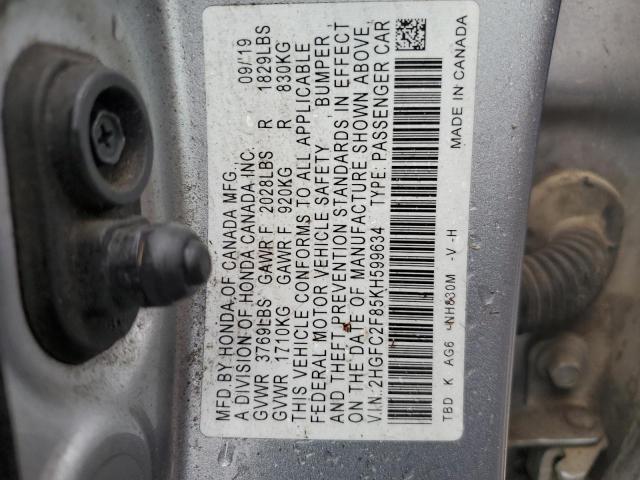 MFD.BY HONDA OF CANADA MFG., 09/'19
A DIVISION OF HONDA CANADA INC.
GVWR 3769LBS GAWR F 2028LBS R 1829LBS
GVWR 1710KG GAWR F 920KG R 830KG
THIS VEHICLE CONFORMS TO ALL APPLICABLE
FEDERAL MOTOR VEHICLE SAFETY , BUMPER ,
AND THEFT PREVENTION STANDARDS IN EFFECT
ON THE DATE OF MANUFACTURE SHOWN ABOVE.
V.I.N.:2HGFC2F85KH599634 TYPE: PASSENGER CAR
TBD K AG6 NH830M -V -H MADE IN CANADA